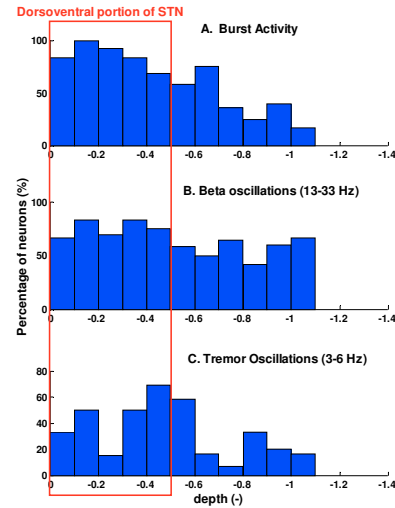 Dorsoventral portion of STN
A. Burst Activity
100
50
0
0 -0.2 -0.4 -0.6 -0.8 -1 -1.2 -1.4
B. Beta oscillations (13-33 Hz)
Percentage of neurons (%)
100
50
0
0 -0.2 -0.4 -0.6 -0.8 -1 -1.2 -1.4
C. Tremor Oscillations (3-6 Hz)
80
60
40
20
0
0 -0.2 -0.4 -0.6 -0.8 -1 -1.2 -1.4
depth (-)